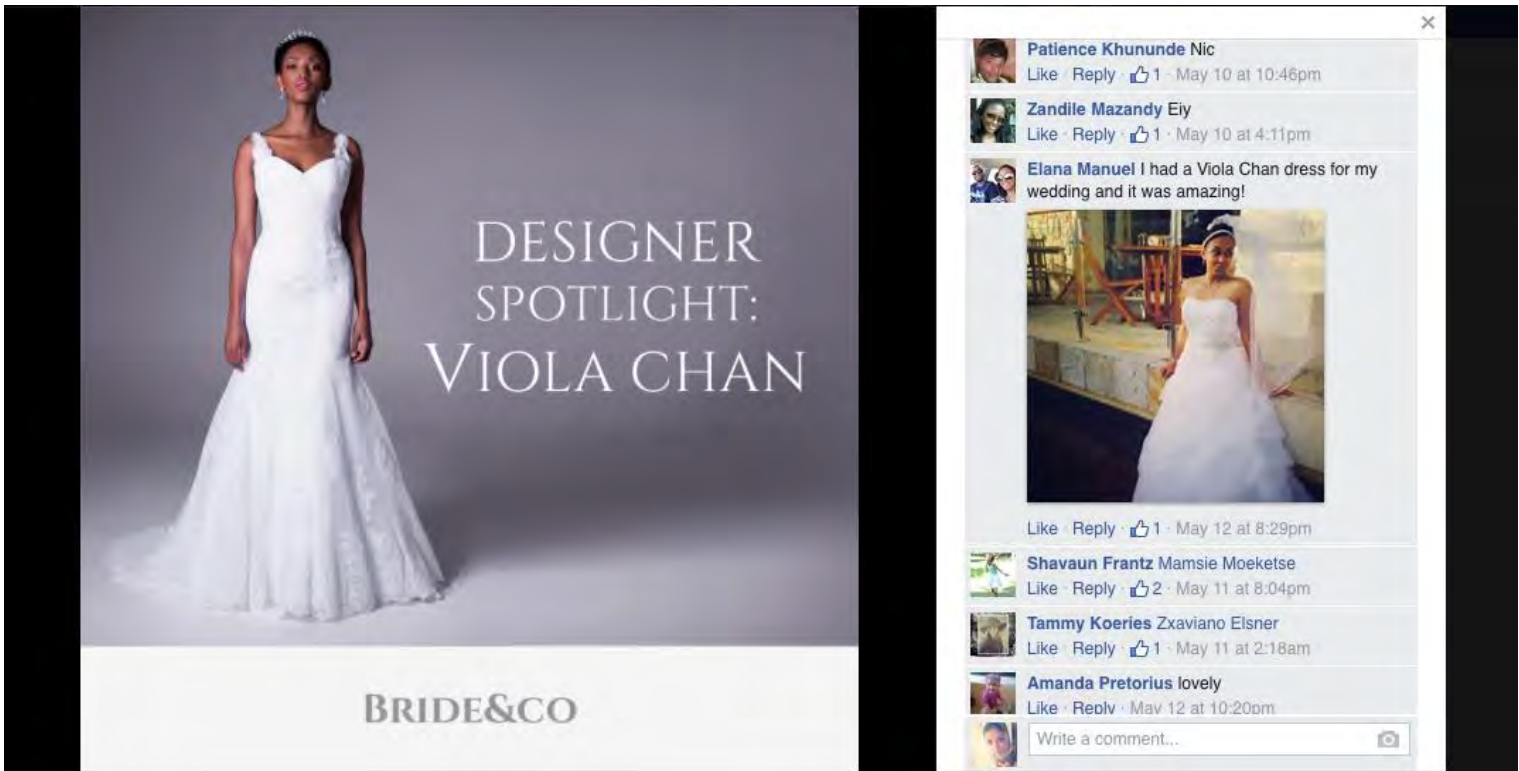 DESIGNER
SPOTLIGHT:
VIOLA CHAN
BRIDE&CO
×
Patience Khununde Nic
Like · Reply · 1 · May 10 at 10:46pm
Zandile Mazandy Eiy
Like · Reply · 1 · May 10 at 4:11pm
Elana Manuel I had a Viola Chan dress for my
wedding and it was amazing!
Like · Reply · 1 · May 12 at 8:29pm
Shavaun Frantz Mamsie Moeketse
Like · Reply · 2 · May 11 at 8:04pm
Tammy Koeries Zxaviano Elsner
Like · Reply · 1 · May 11 at 2:18am
Amanda Pretorius lovely
Like · Reply · May 12 at 10:20pm
Write a comment...